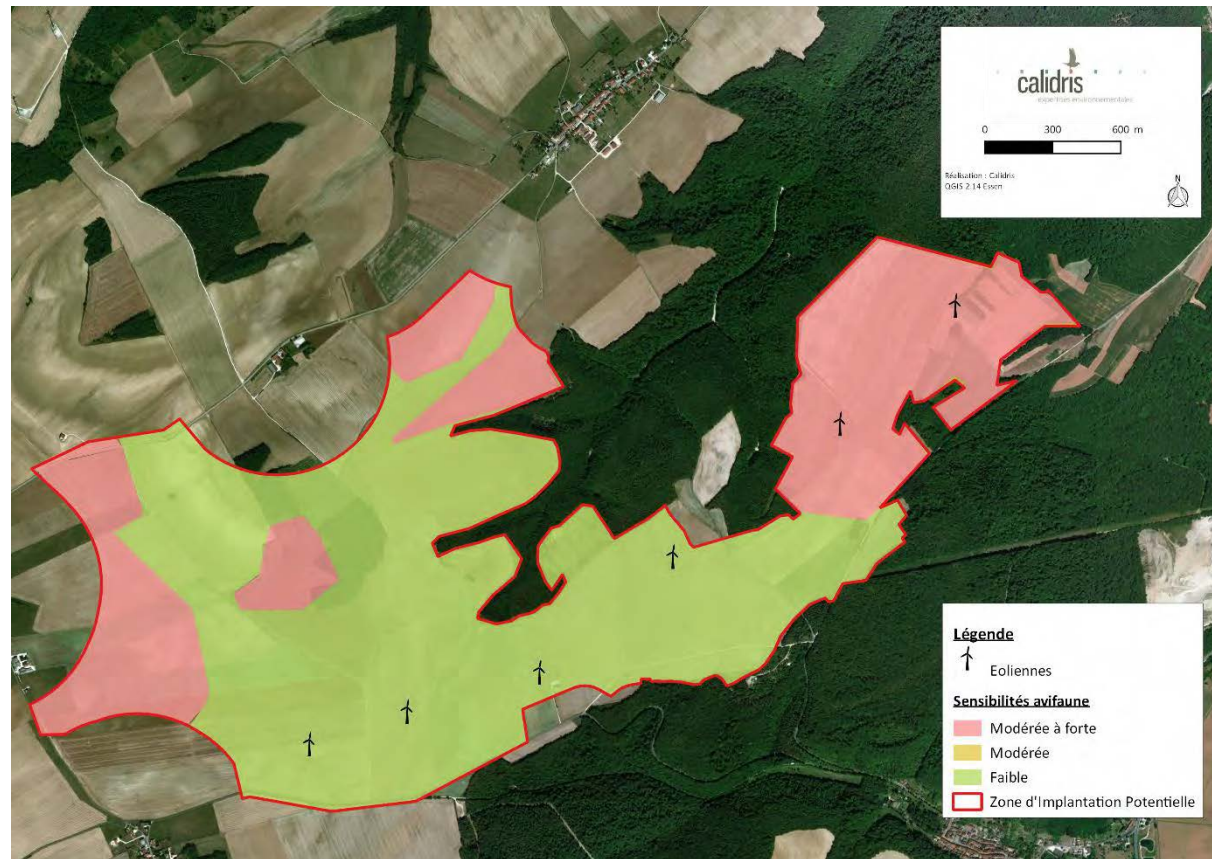 calidris
expertises environnementales
0 300 600 m
Réalisation : Calidris
QGIS 2.14 Essen
N
Légende
Eoliennes
Sensibilités avifaune
Modérée à forte
Modérée
Faible
Zone d'Implantation Potentielle